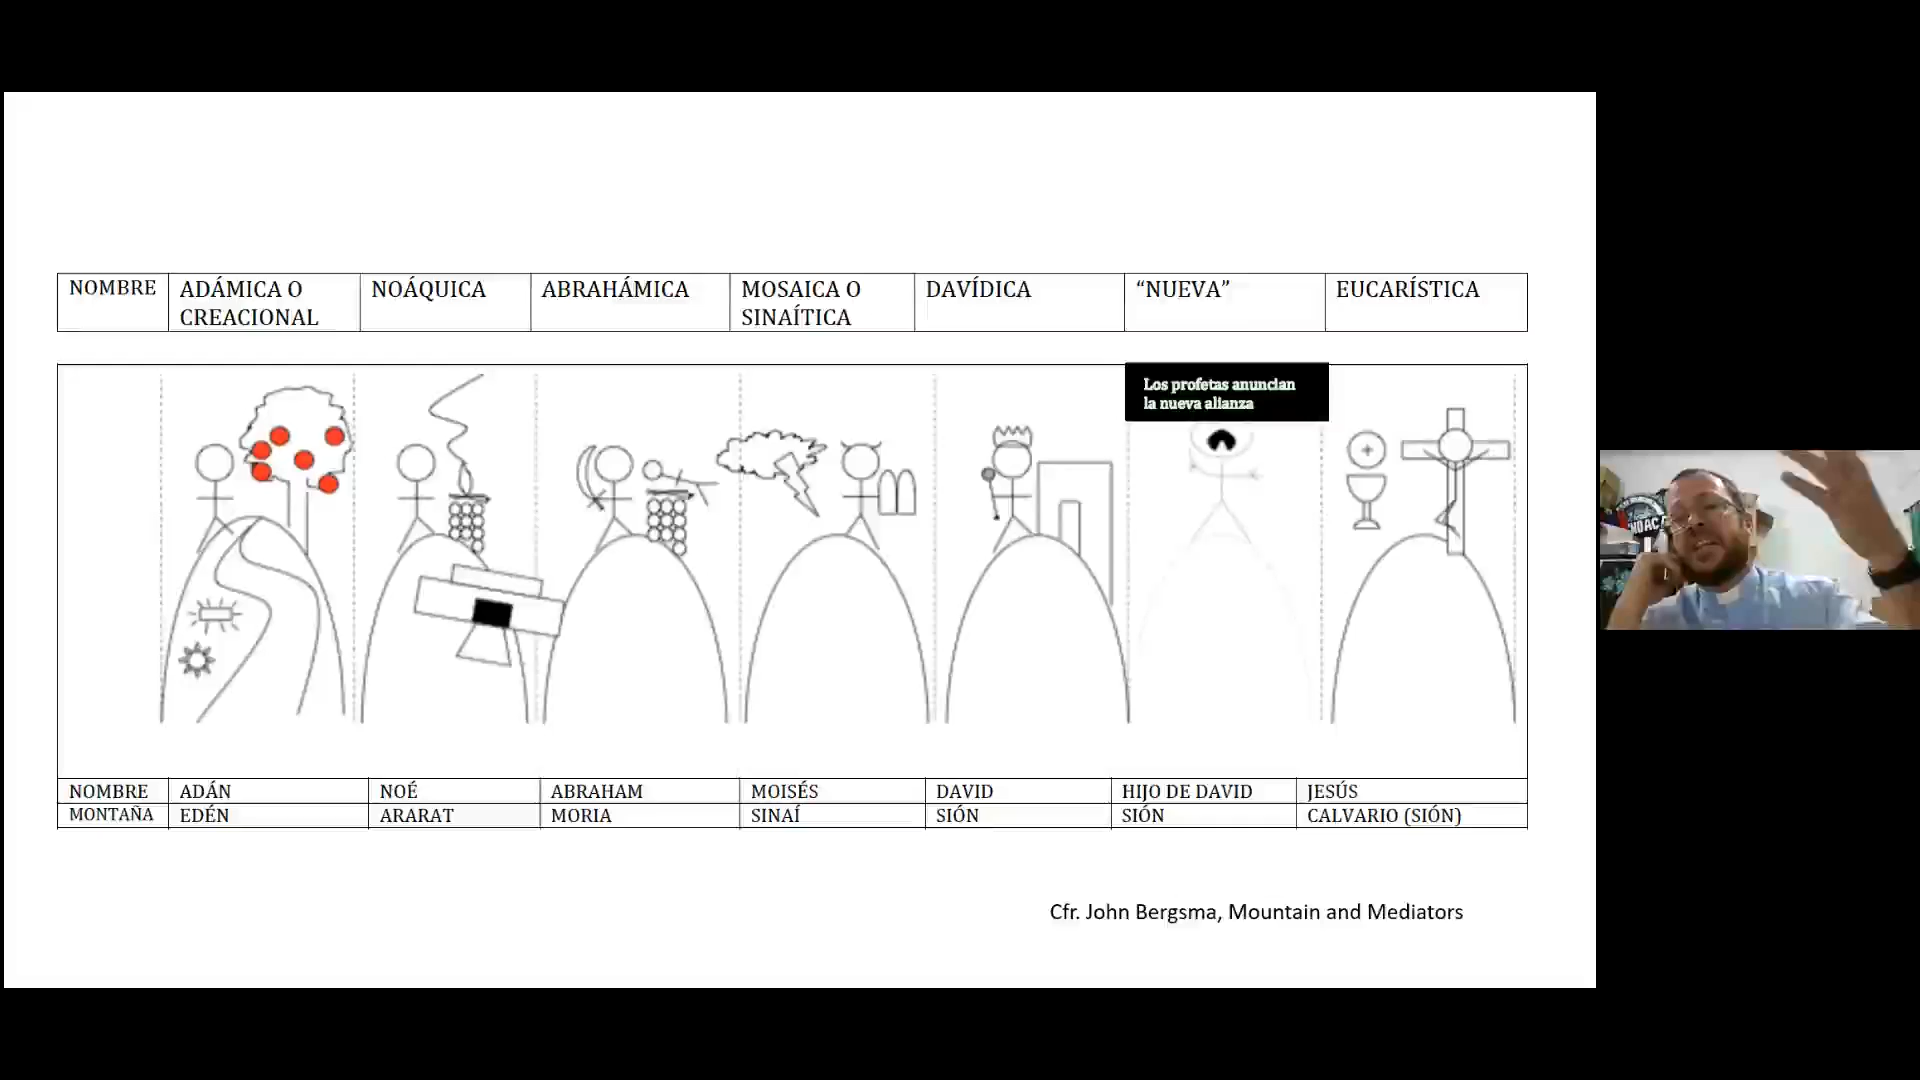 NOMBRE ADÁMICA O NOÁQUICA ABRAHÁMICA MOSAICA O DAVÍDICA “NUEVA” EUCARÍSTICA
CREACIONAL SINAÍTICA
Los profetas anuncian
la nueva alianza
NOMBRE ADÁN NOÉ ABRAHAM MOISÉS DAVID HIJO DE DAVID JESÚS
MONTAÑA EDÉN ARARAT MORIA SINAÍ SIÓN SIÓN CALVARIO (SIÓN)
Cfr. John Bergsma, Mountain and Mediators